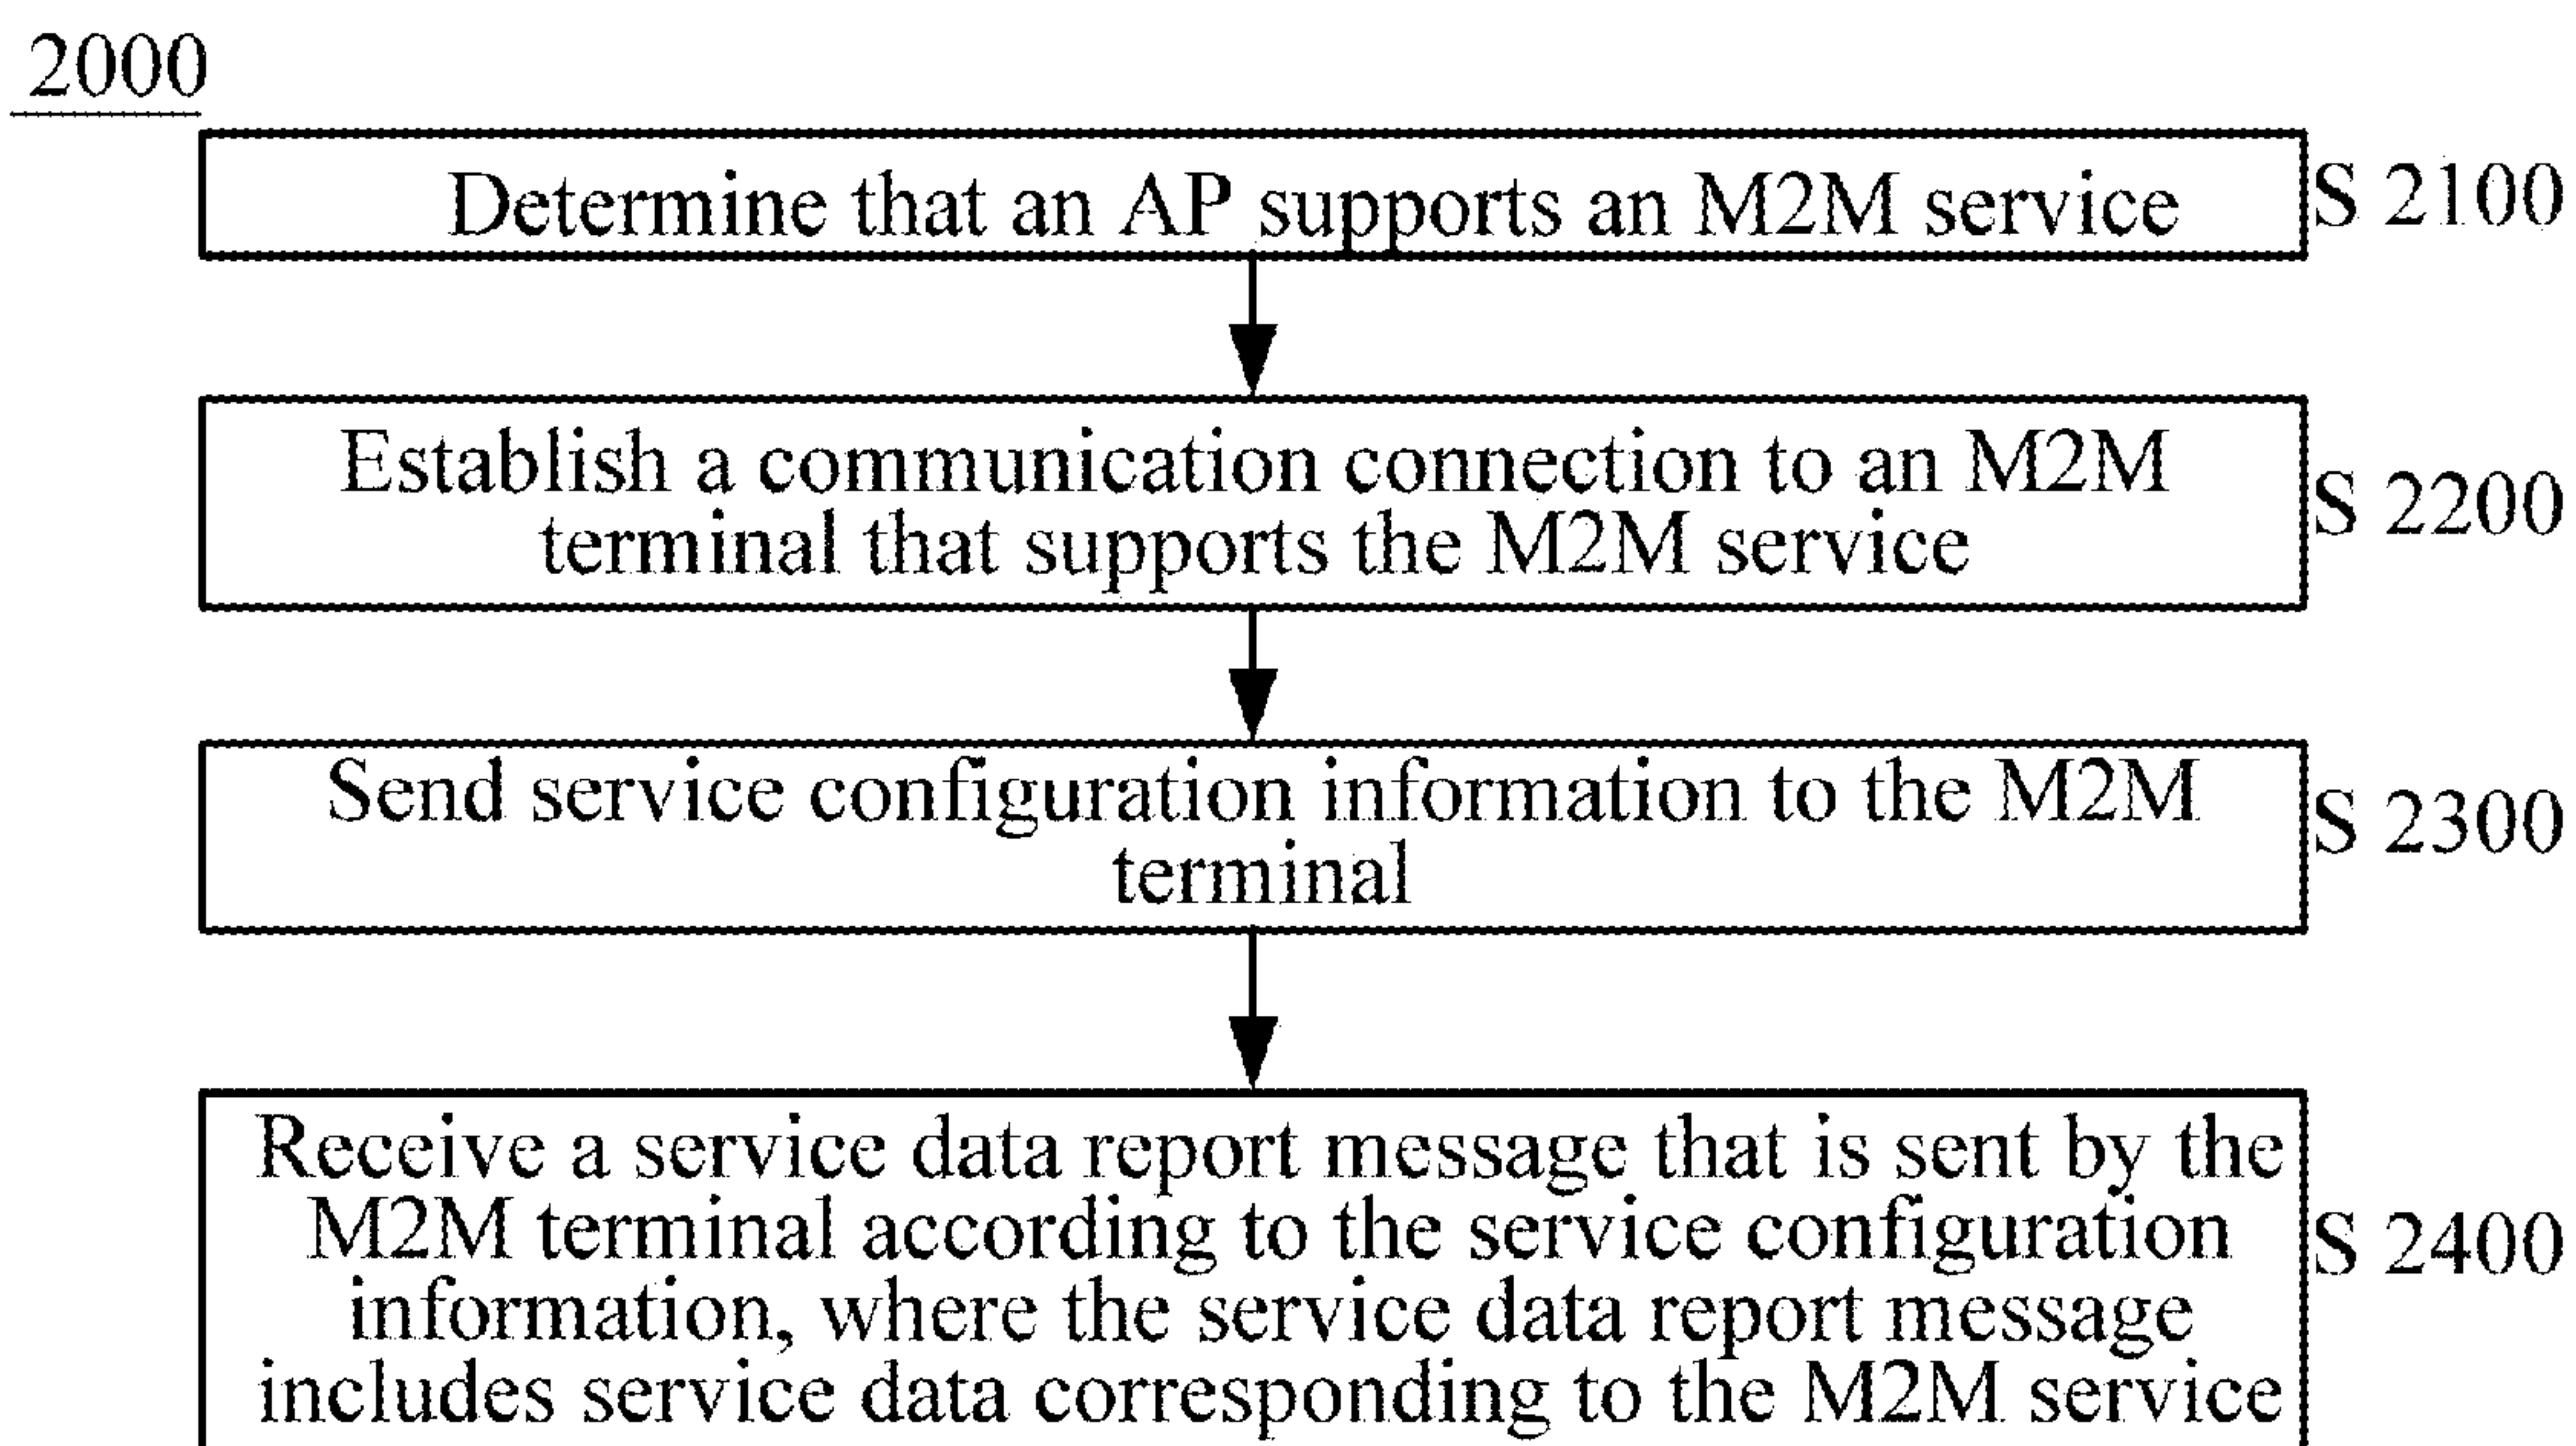 2000
Determine that an AP supports an M2M service
S 2100
Establish a communication connection to an M2M
terminal that supports the M2M service
S 2200
Send service configuration information to the M2M
terminal
S 2300
Receive a service data report message that is sent by the
M2M terminal according to the service configuration
information, where the service data report message
includes service data corresponding to the M2M service
S 2400